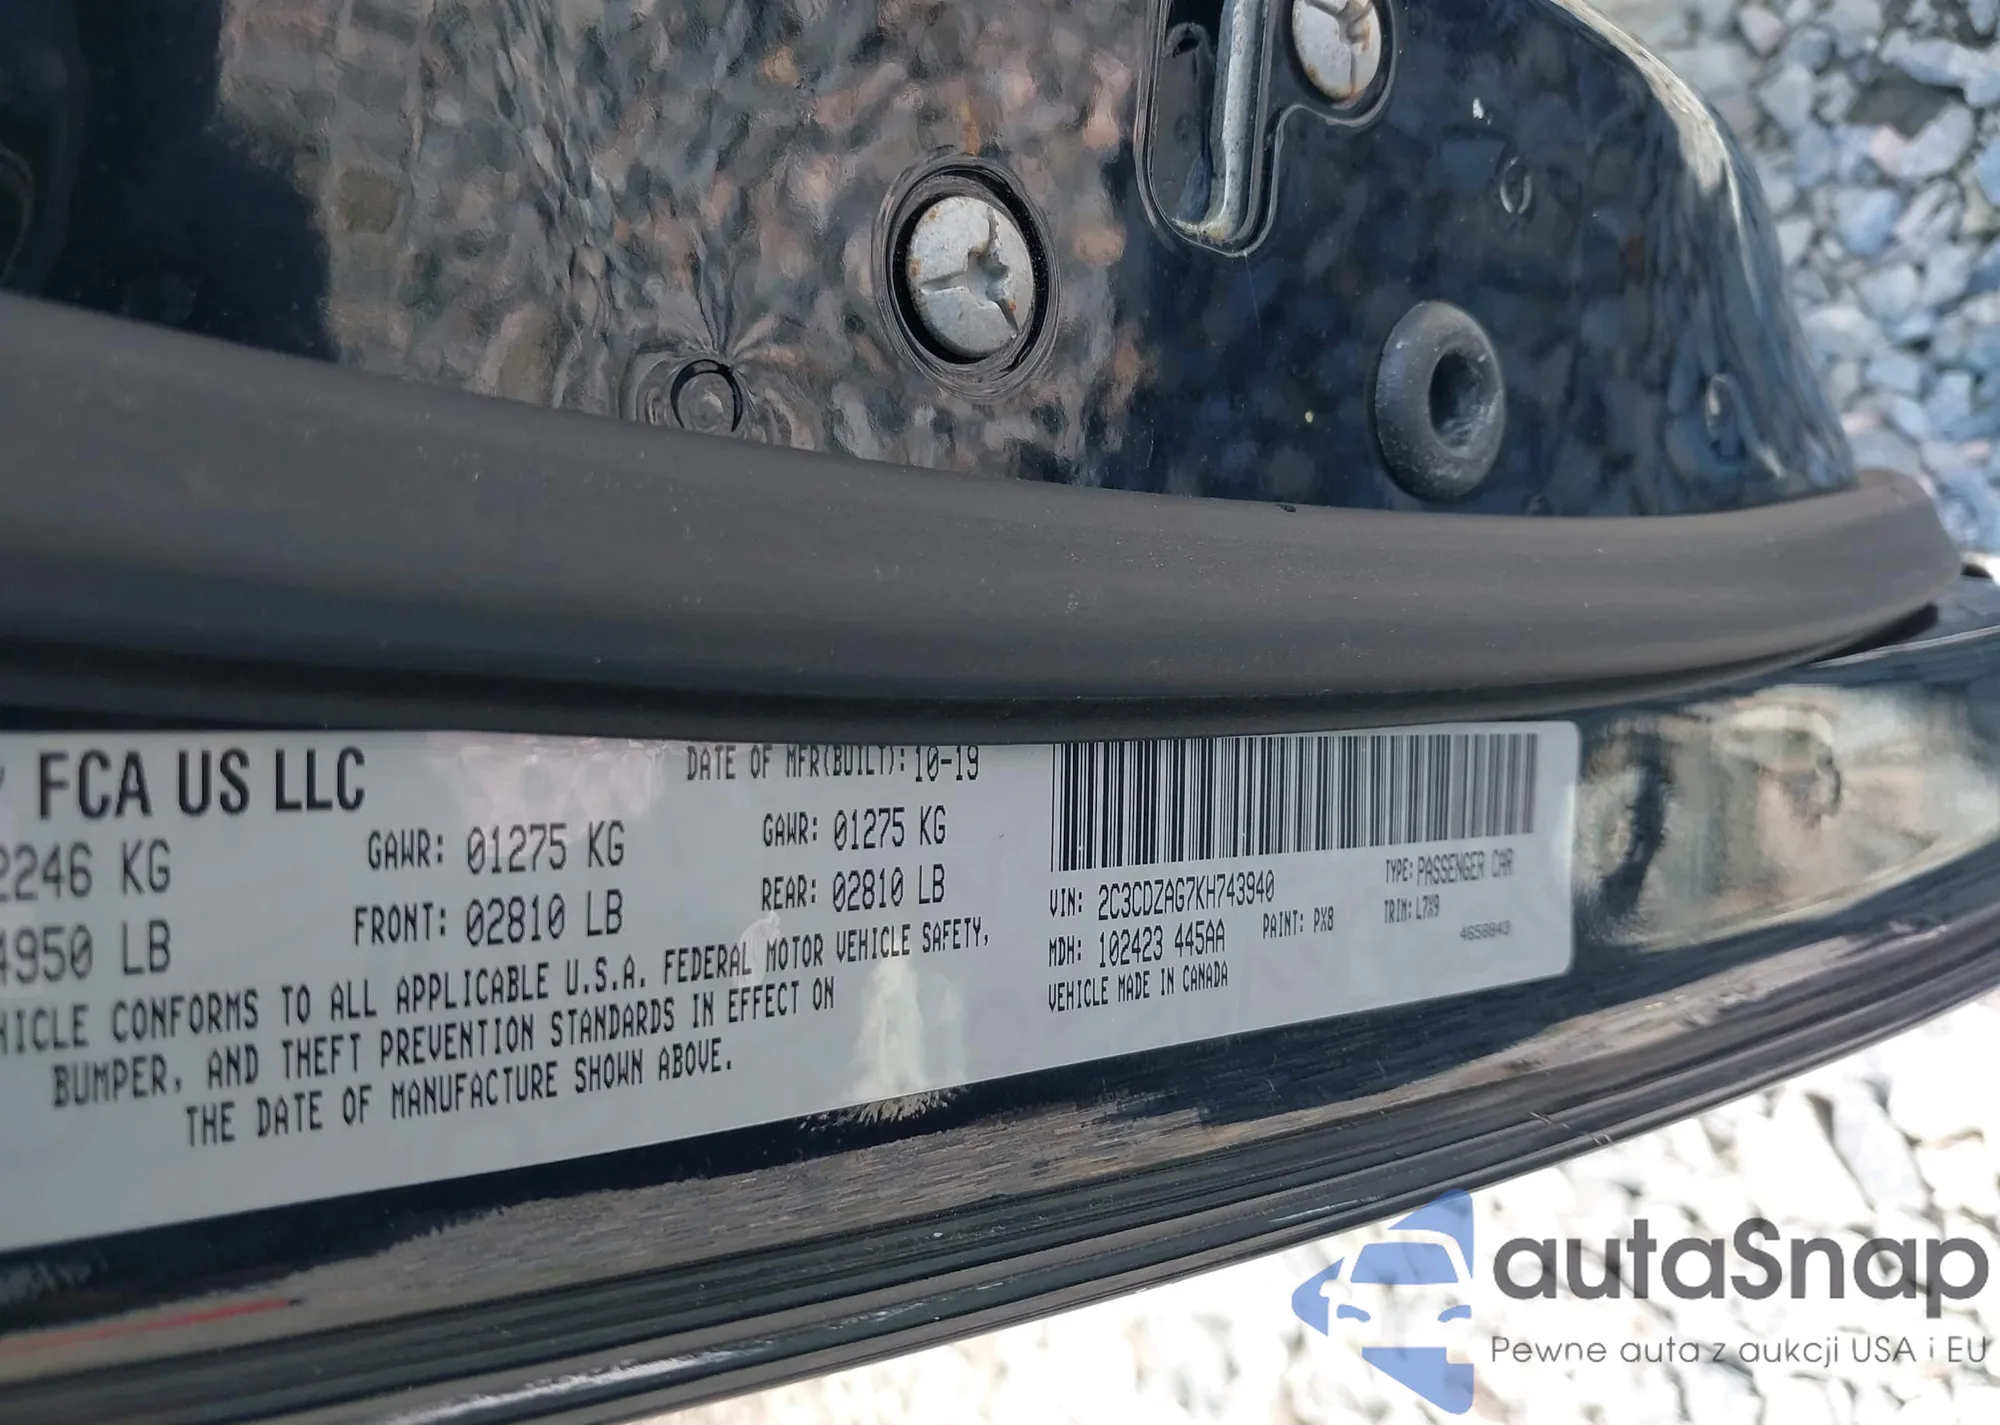 FCA US LLC
DATE OF MFR(BUILT): 10-19
2246 KG
GAWR: 01275 KG
GAWR: 01275 KG
4950 LB
FRONT: 02810 LB
REAR: 02810 LB
HICLE CONFORMS TO ALL APPLICABLE U.S.A. FEDERAL MOTOR VEHICLE SAFETY,
BUMPER, AND THEFT PREVENTION STANDARDS IN EFFECT ON
THE DATE OF MANUFACTURE SHOWN ABOVE.
VIN: 2C3CDZAG7KH743940
TYPE: PASSENGER CAR
MDH: 102423 445AA
PAINT: PX8
TRIM: L7X9
VEHICLE MADE IN CANADA
4658843
autaSnap
Pewne auta z aukcji USA i EU